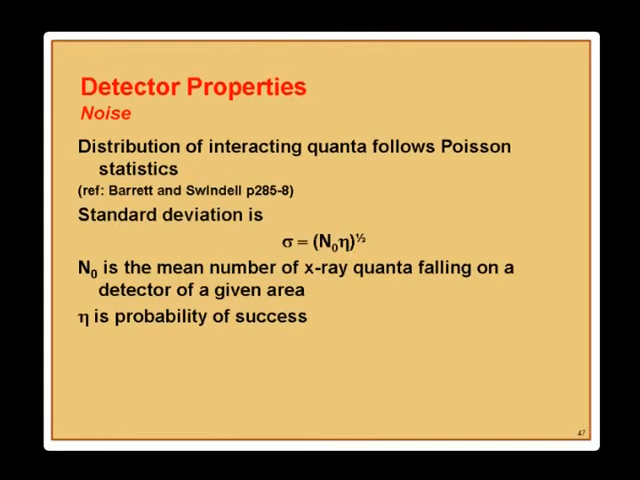 Detector Properties
Noise
Distribution of interacting quanta follows Poisson
statistics
(ref: Barrett and Swindell p285-8)
Standard deviation is
σ = (N₀η)^½
N₀ is the mean number of x-ray quanta falling on a
detector of a given area
η is probability of success
47